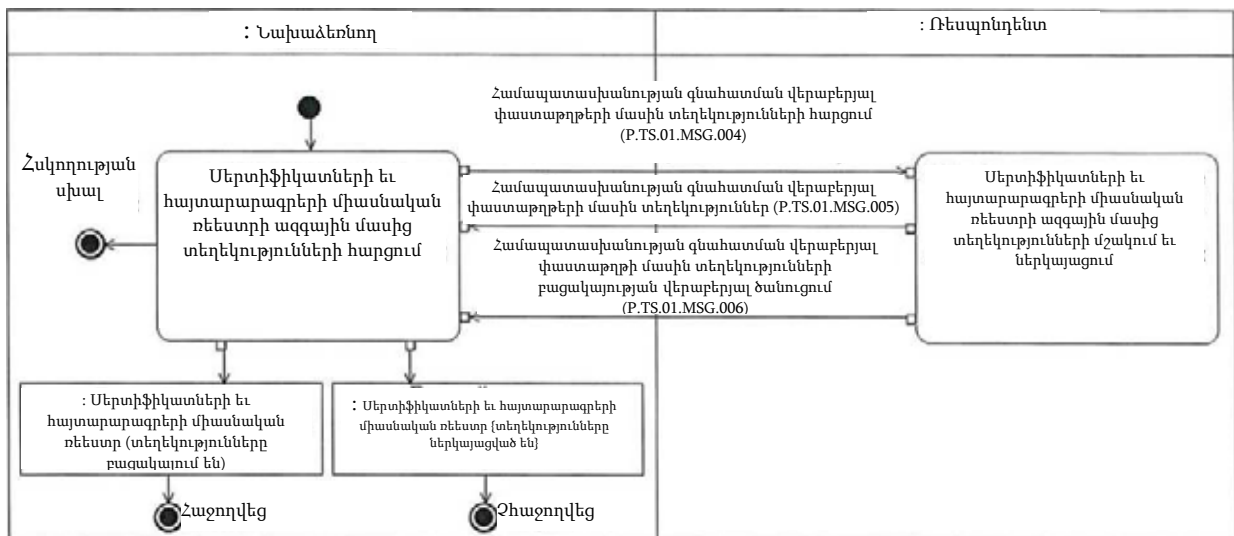 : Նախաձեռնող
: Ռեսպոնդենտ
Համապատասխանության գնահատման վերաբերյալ
փաստաթղթերի մասին տեղեկությունների հարցում
(P.TS.01.MSG.004)
Հսկողության
սխալ
Սերտիֆիկատների եւ
հայտարարագրերի միասնական
ռեեստրի ազգային մասից
տեղեկությունների հարցում
Համապատասխանության գնահատման վերաբերյալ
փաստաթղթերի մասին տեղեկություններ (P.TS.01.MSG.005)
Համապատասխանության գնահատման վերաբերյալ
փաստաթղթի մասին տեղեկությունների
բացակայության վերաբերյալ ծանուցում
(P.TS.01.MSG.006)
Սերտիֆիկատների եւ
հայտարարագրերի միասնական
ռեեստրի ազգային մասից
տեղեկությունների մշակում եւ
ներկայացում
: Սերտիֆիկատների եւ
հայտարարագրերի միասնական
ռեեստր (տեղեկությունները
բացակայում են)
: Սերտիֆիկատների եւ հայտարարագրերի
միասնական ռեեստր {տեղեկությունները
ներկայացված են}
Հաջողվեց
Չհաջողվեց